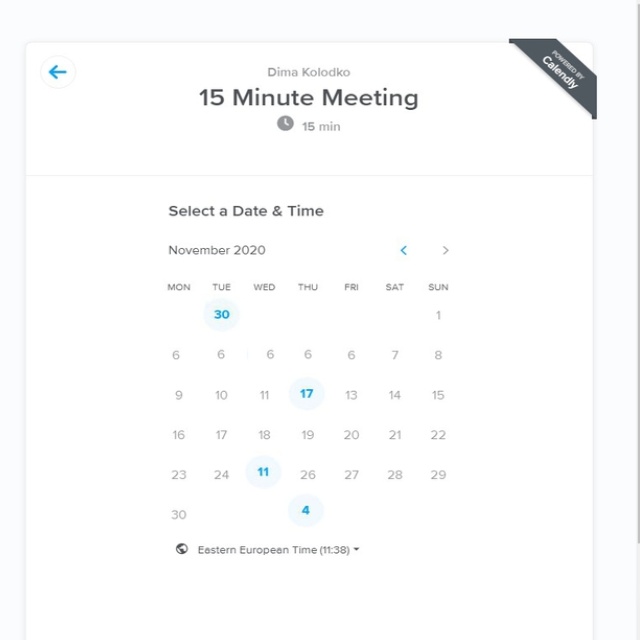 Dima Kolodko
POWERED BY
Calendly
15 Minute Meeting
15 min
Select a Date & Time
November 2020
MON TUE WED THU FRI SAT SUN
30 1
6 6 6 6 6 7 8
9 10 11 17 13 14 15
16 17 18 19 20 21 22
23 24 11 26 27 28 29
30 4
Eastern European Time (11:38)